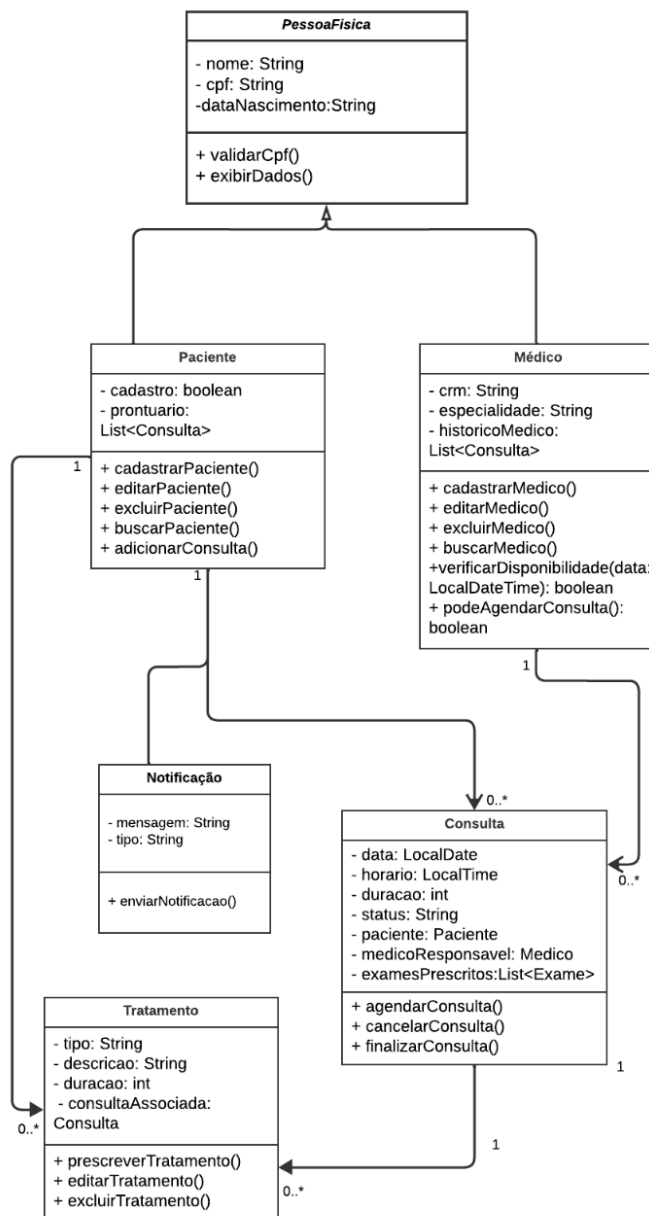 PessoaFisica
- nome: String
- cpf: String
-dataNascimento:String
+ validarCpf()
+ exibirDados()
Paciente
- cadastro: boolean
- prontuario:
List<Consulta>
+ cadastrarPaciente()
+ editarPaciente()
+ excluirPaciente()
+ buscarPaciente()
+ adicionarConsulta()
1
1
Médico
- crm: String
- especialidade: String
- historicoMedico:
List<Consulta>
+ cadastrarMedico()
+ editarMedico()
+ excluirMedico()
+ buscarMedico()
+verificarDisponibilidade(data:
LocalDateTime): boolean
+ podeAgendarConsulta():
boolean
1
Notificação
- mensagem: String
- tipo: String
+ enviarNotificacao()
0..*
0..*
Consulta
- data: LocalDate
- horario: LocalTime
- duracao: int
- status: String
- paciente: Paciente
- medicoResponsavel: Medico
- examesPrescritos:List<Exame>
+ agendarConsulta()
+ cancelarConsulta()
+ finalizarConsulta()
1
1
Tratamento
- tipo: String
- descricao: String
- duracao: int
- consultaAssociada:
Consulta
+ prescreverTratamento()
+ editarTratamento()
+ excluirTratamento()
0..*
0..*